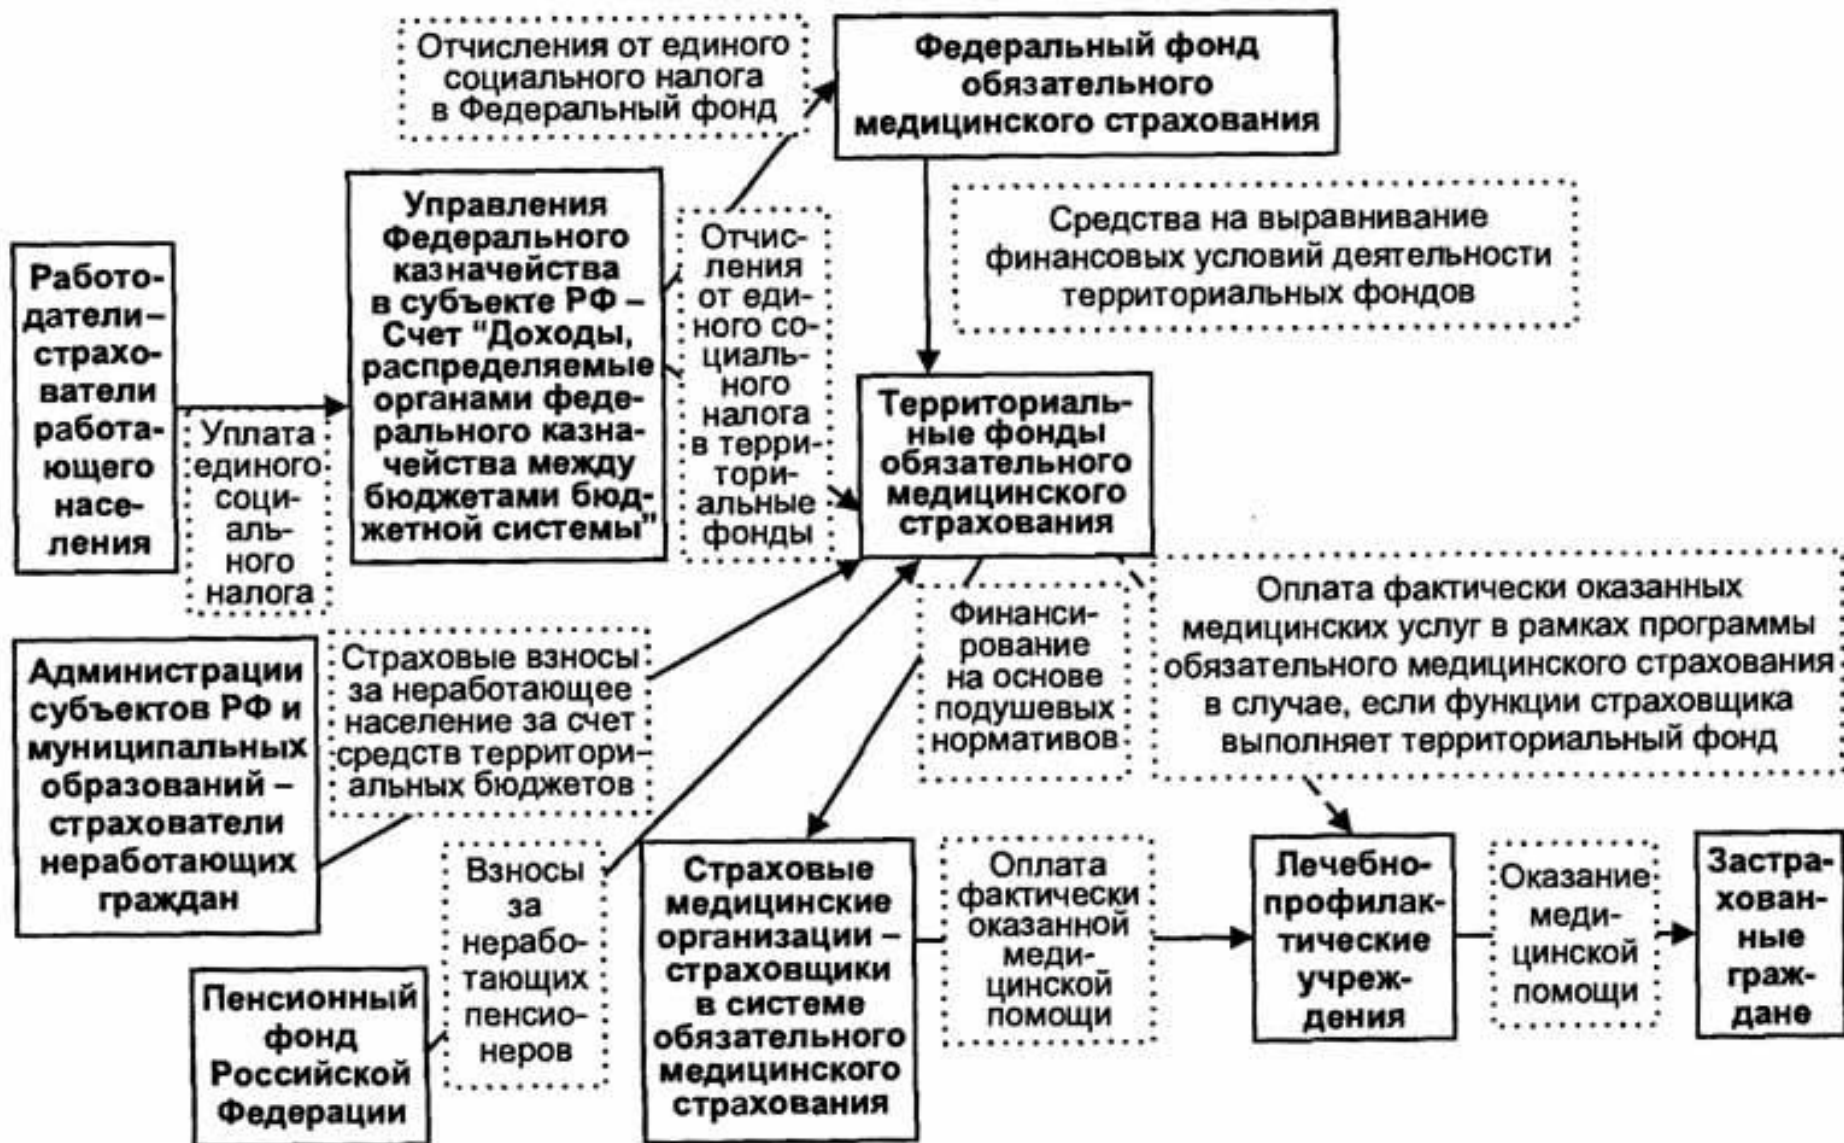 Отчисления от единого
социального налога
в Федеральный фонд
Федеральный фонд
обязательного
медицинского страхования
Управления
Федерального
казначейства
в субъекте РФ –
Счет “Доходы,
распределяемые
органами феде-
рального казна-
чейства между
бюджетами бюд-
жетной системы”
Отчис-
ления
от еди-
ного со-
циаль-
ного
налога
в терри-
тори-
альные
фонды
Средства на выравнивание
финансовых условий деятельности
территориальных фондов
Работо-
датели–
страхо-
ватели
работа-
ющего
насе-
ления
Уплата
единого
соци-
аль-
ного
налога
Территориаль-
ные фонды
обязательного
медицинского
страхования
Администрации
субъектов РФ и
муниципальных
образований –
страхователи
неработающих
граждан
Страховые взносы
за неработающее
население за счет
средств территори-
альных бюджетов
Финанси-
рование
на основе
подушевых
нормативов
Оплата фактически оказанных
медицинских услуг в рамках программы
обязательного медицинского страхования
в случае, если функции страховщика
выполняет территориальный фонд
Пенсионный
фонд
Российской
Федерации
Взносы
за
нерабо-
тающих
пенсио-
неров
Страховые
медицинские
организации –
страховщики
в системе
обязательного
медицинского
страхования
Оплата
фактически
оказанной
меди-
цинской
помощи
Лечебно-
профилак-
тические
учреж-
дения
Оказание
меди-
цинской
помощи
Застра-
хован-
ные
граж-
дане